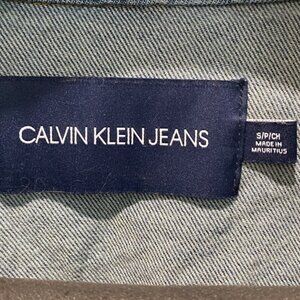 CALVIN KLEIN JEANS
S/P/CH
MADE IN
MAURITIUS